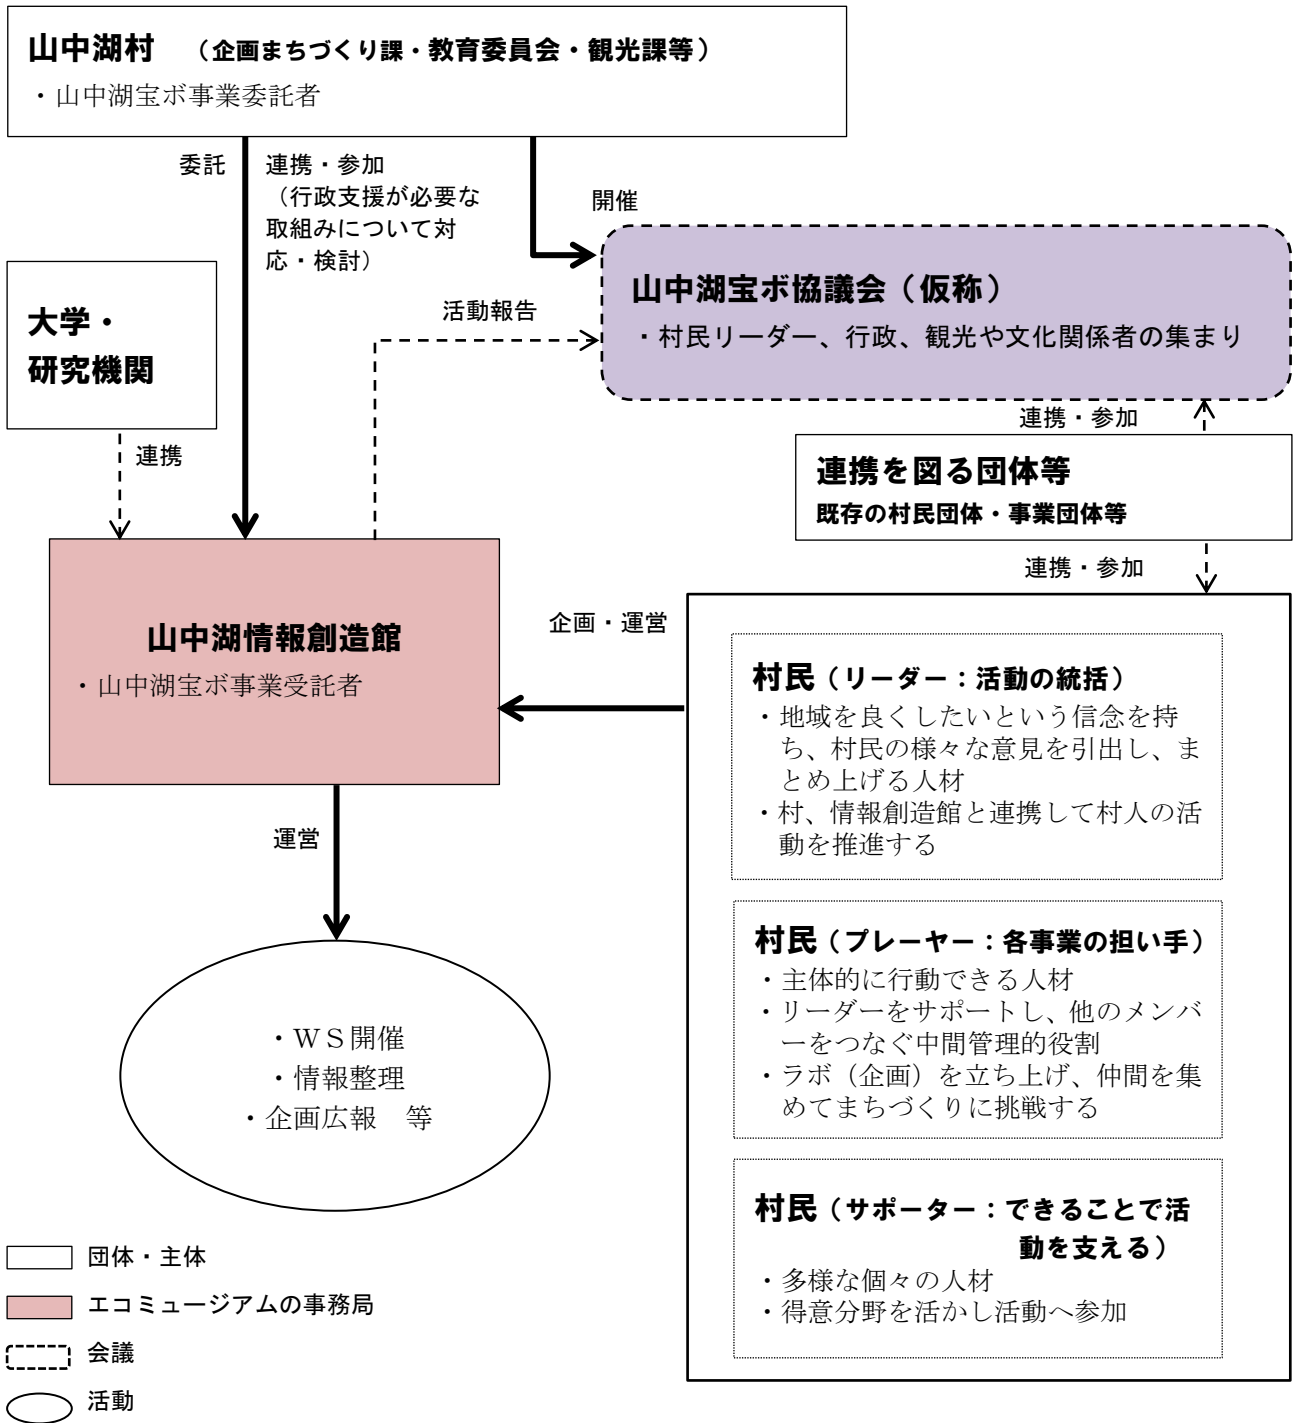 山中湖村 （企画まちづくり課・教育委員会・観光課等）
・山中湖宝ボ事業委託者
委託
連携・参加
（行政支援が必要な
取組みについて対
応・検討）
開催
山中湖宝ボ協議会（仮称）
・村民リーダー、行政、観光や文化関係者の集まり
大学・
研究機関
活動報告
連携
連携・参加
連携を図る団体等
既存の村民団体・事業団体等
連携・参加
山中湖情報創造館
・山中湖宝ボ事業受託者
企画・運営
村民（リーダー：活動の統括）
・地域を良くしたいという信念を持
ち、村民の様々な意見を引出し、ま
とめ上げる人材
・村、情報創造館と連携して村人の活
動を推進する
運営
村民（プレーヤー：各事業の担い手）
・主体的に行動できる人材
・リーダーをサポートし、他のメンバ
ーをつなぐ中間管理的役割
・ラボ（企画）を立ち上げ、仲間を集
めてまちづくりに挑戦する
・ＷＳ開催
・情報整理
・企画広報　等
村民（サポーター：できることで活
動を支える）
・多様な個々の人材
・得意分野を活かし活動へ参加
団体・主体
エコミュージアムの事務局
会議
活動